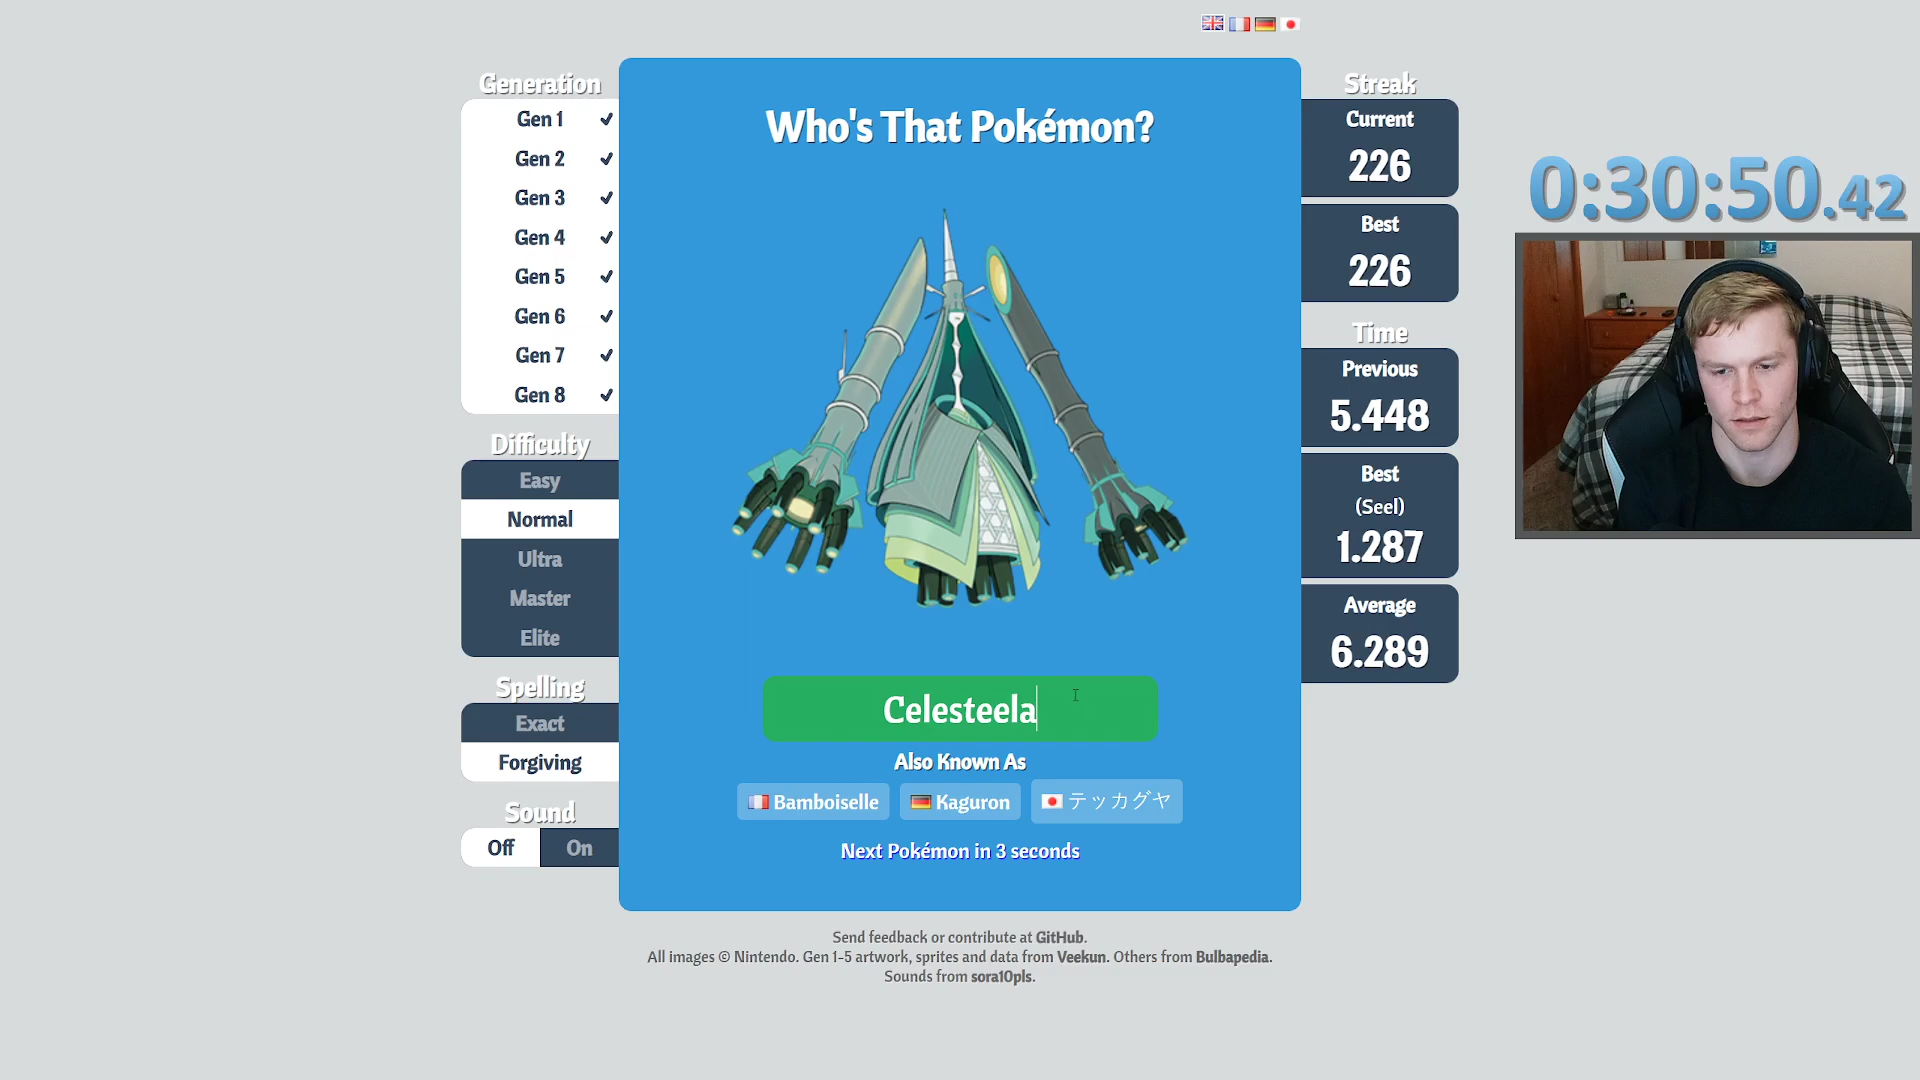 Generation
Gen 1
Gen 2
Gen 3
Gen 4
Gen 5
Gen 6
Gen 7
Gen 8
Difficulty
Easy
Normal
Ultra
Master
Elite
Spelling
Exact
Forgiving
Sound
Off On
Who's That Pokémon?
Celesteela
Also Known As
Bamboiselle Kaguron テッカグヤ
Next Pokémon in 3 seconds
Send feedback or contribute at GitHub.
All images © Nintendo. Gen 1-5 artwork, sprites and data from Veekun. Others from Bulbapedia.
Sounds from sora10pls.
Streak
Current
226
Best
226
Time
Previous
5.448
Best
(Seel)
1.287
Average
6.289
0:30:50.42